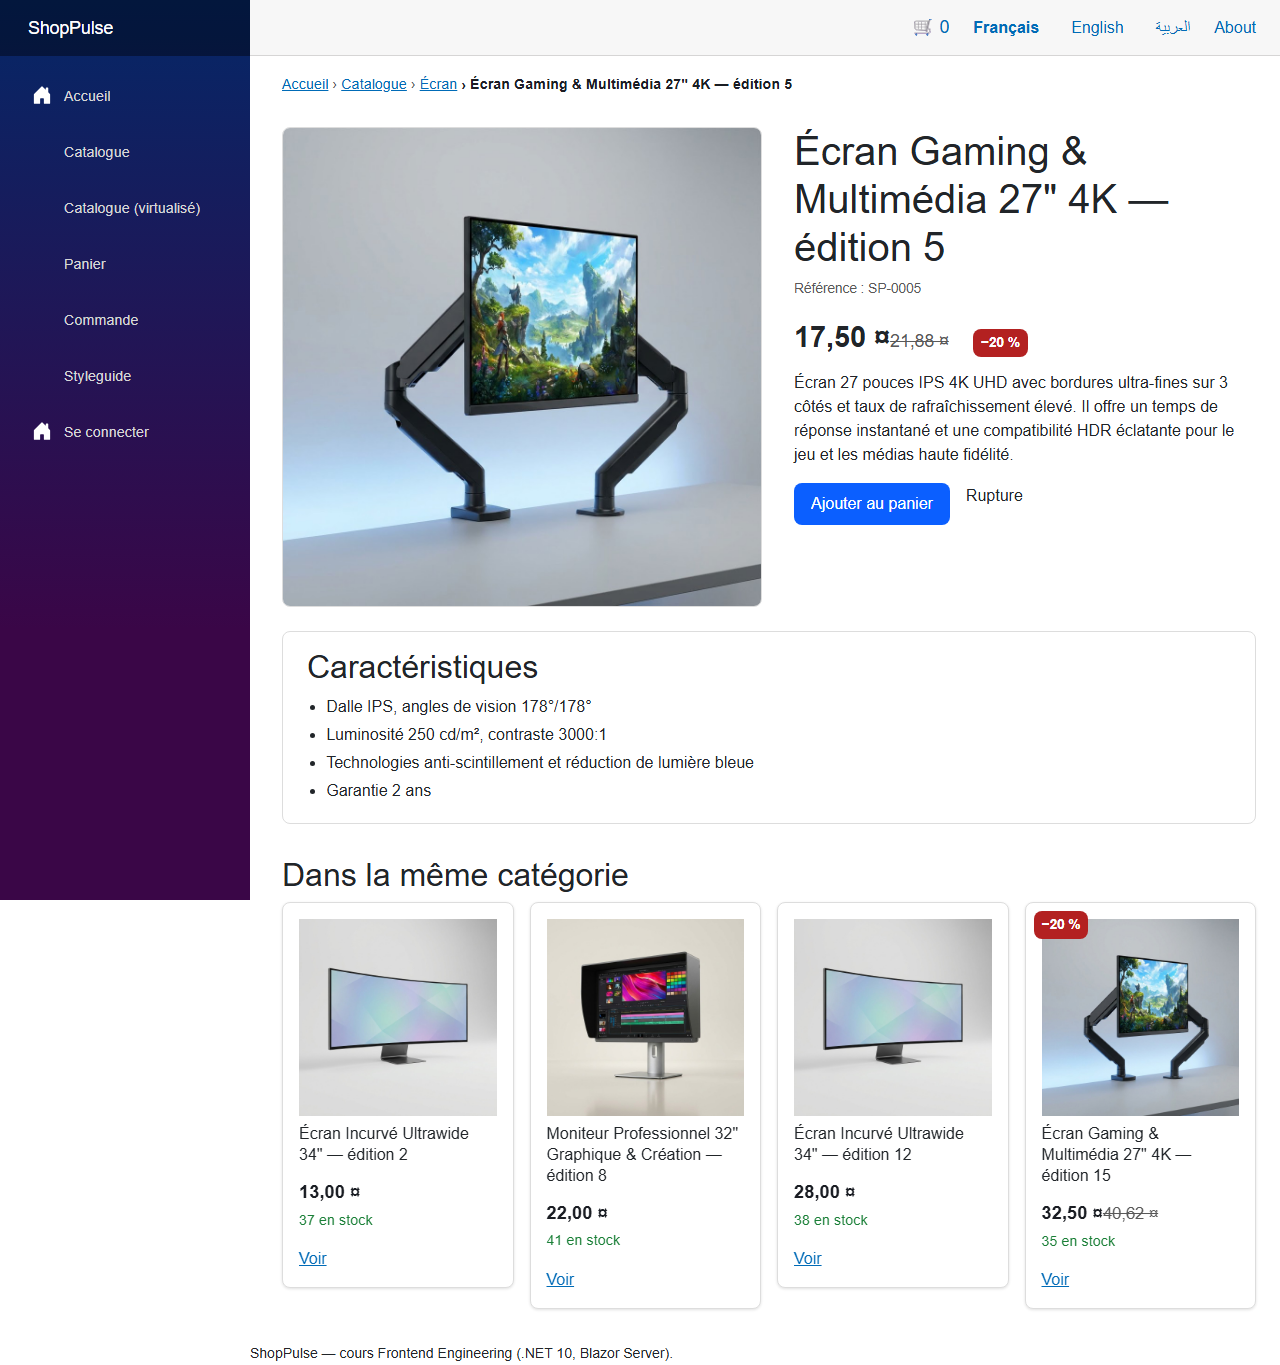 ShopPulse
🛒 0
Français
English
العربية
About
Accueil
Catalogue
Catalogue (virtualisé)
Panier
Commande
Styleguide
Se connecter
Accueil › Catalogue › Écran › Écran Gaming & Multimédia 27" 4K — édition 5
Écran Gaming &
Multimédia 27" 4K —
édition 5
Référence : SP-0005
17,50 ¤21,88 ¤ −20 %
Écran 27 pouces IPS 4K UHD avec bordures ultra-fines sur 3
côtés et taux de rafraîchissement élevé. Il offre un temps de
réponse instantané et une compatibilité HDR éclatante pour le
jeu et les médias haute fidélité.
Ajouter au panier
Rupture
Caractéristiques
• Dalle IPS, angles de vision 178°/178°
• Luminosité 250 cd/m², contraste 3000:1
• Technologies anti-scintillement et réduction de lumière bleue
• Garantie 2 ans
Dans la même catégorie
Écran Incurvé Ultrawide
34" — édition 2
13,00 ¤
37 en stock
Voir
Moniteur Professionnel 32"
Graphique & Création —
édition 8
22,00 ¤
41 en stock
Voir
Écran Incurvé Ultrawide
34" — édition 12
28,00 ¤
38 en stock
Voir
−20 %
Écran Gaming &
Multimédia 27" 4K —
édition 15
32,50 ¤40,62 ¤
35 en stock
Voir
ShopPulse — cours Frontend Engineering (.NET 10, Blazor Server).